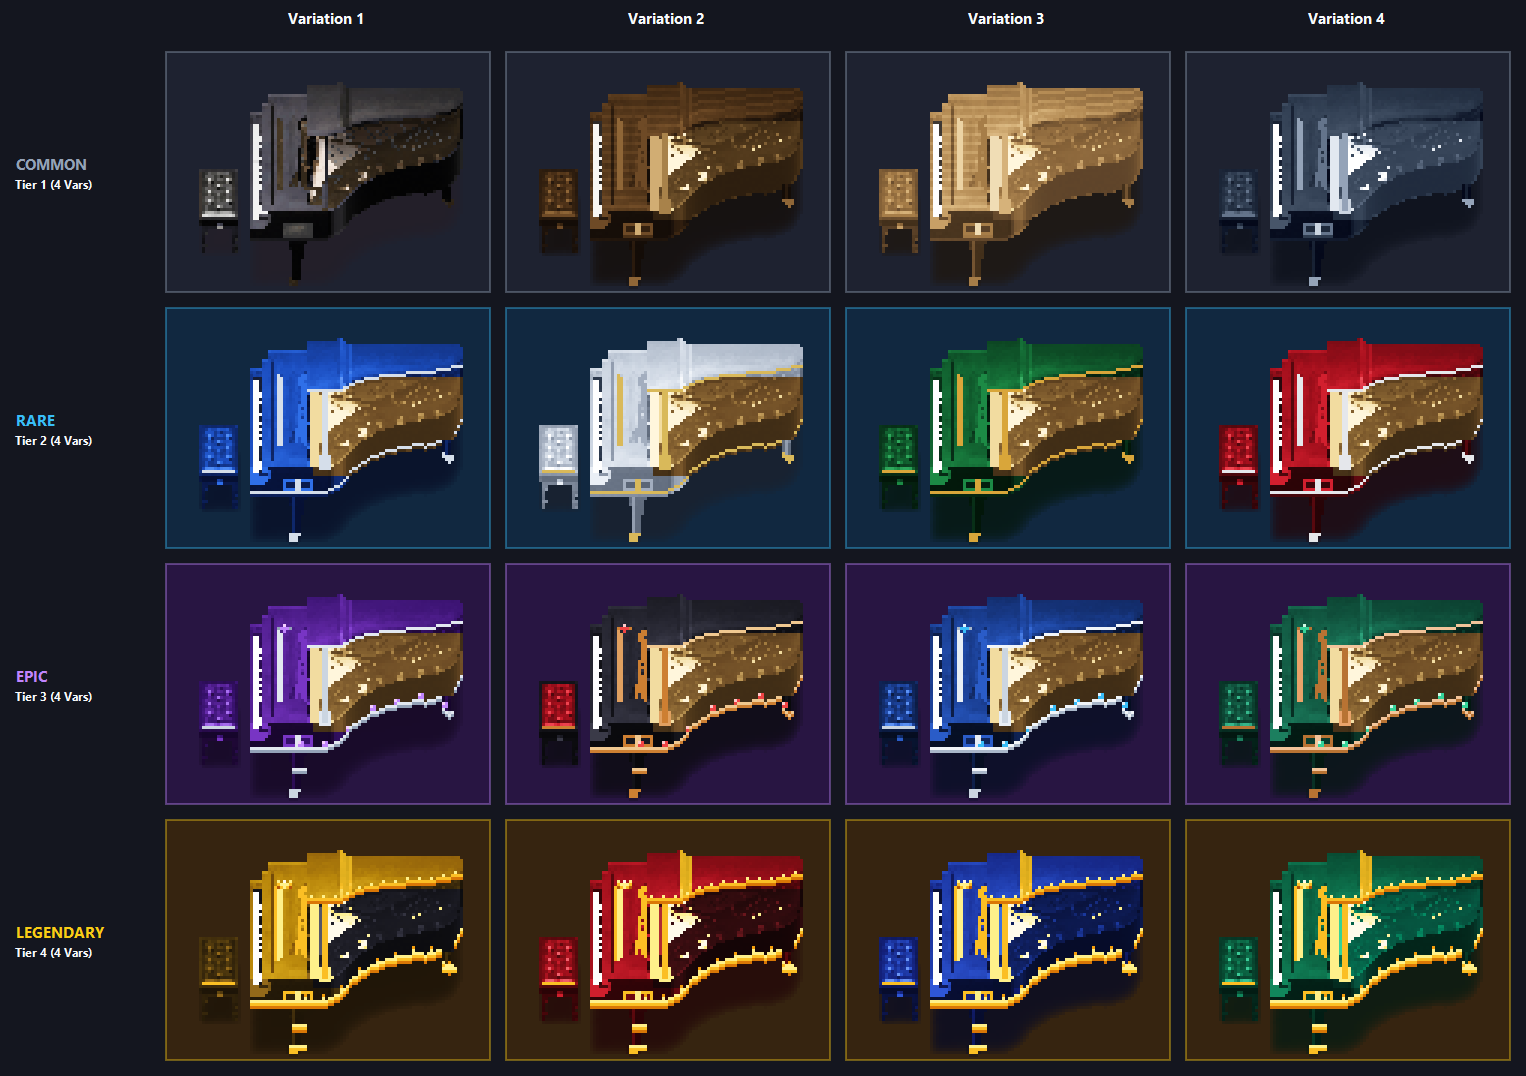 Variation 1
Variation 2
Variation 3
Variation 4
COMMON
Tier 1 (4 Vars)
RARE
Tier 2 (4 Vars)
EPIC
Tier 3 (4 Vars)
LEGENDARY
Tier 4 (4 Vars)